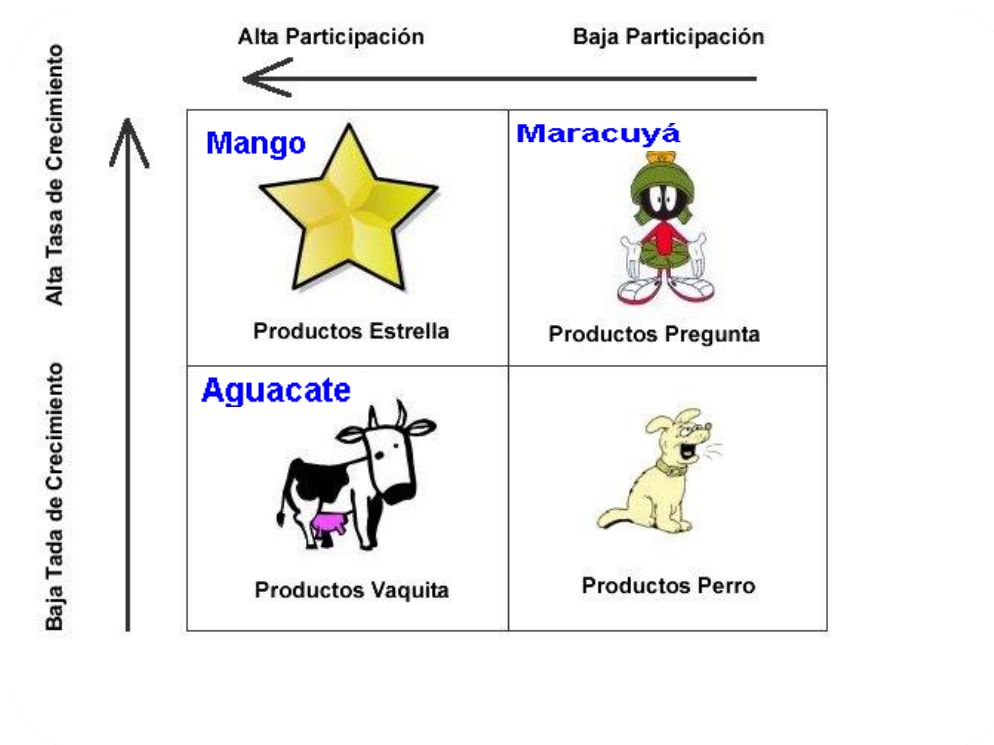 Alta Participación
Baja Participación
Alta Tasa de Crecimiento
Mango
Maracuyá
Productos Estrella
Productos Pregunta
Baja Tada de Crecimiento
Aguacate
Productos Vaquita
Productos Perro